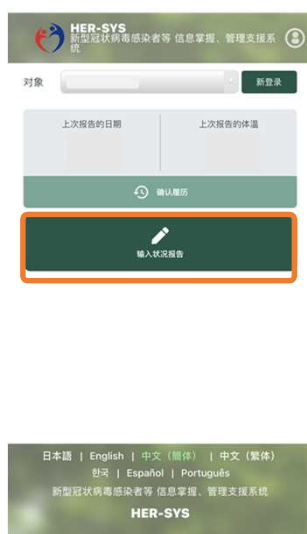 HER-SYS
新型冠状病毒感染者等 信息掌握、管理支援系
统
对象
新登录
上次报告的日期
上次报告的体温
确认履历
输入状况报告
日本語 | English | 中文（簡体） | 中文（繁体）
한국 | Español | Português
新型冠状病毒感染者等 信息掌握、管理支援系统
HER-SYS